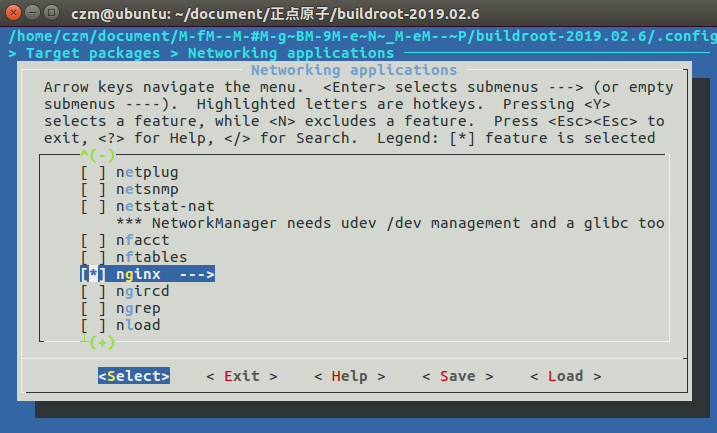 czm@ubuntu: ~/document/正点原子/buildroot-2019.02.6
/home/czm/document/M-fM--M-#M-g~BM-9M-e~N~_M-eM--~P/buildroot-2019.02.6/.config
> Target packages > Networking applications
Networking applications
Arrow keys navigate the menu.  <Enter> selects submenus ---> (or empty
submenus ----).  Highlighted letters are hotkeys.  Pressing <Y>
selects a feature, while <N> excludes a feature.  Press <Esc><Esc> to
exit, <?> for Help, </> for Search.  Legend: [*] feature is selected
^(-)
[ ] netplug
[ ] netsnmp
[ ] netstat-nat
*** NetworkManager needs udev /dev management and a glibc too
[ ] nfacct
[ ] nftables
[*] nginx  --->
[ ] ngircd
[ ] ngrep
[ ] nload
┴(+)
<Select>    < Exit >    < Help >    < Save >    < Load >